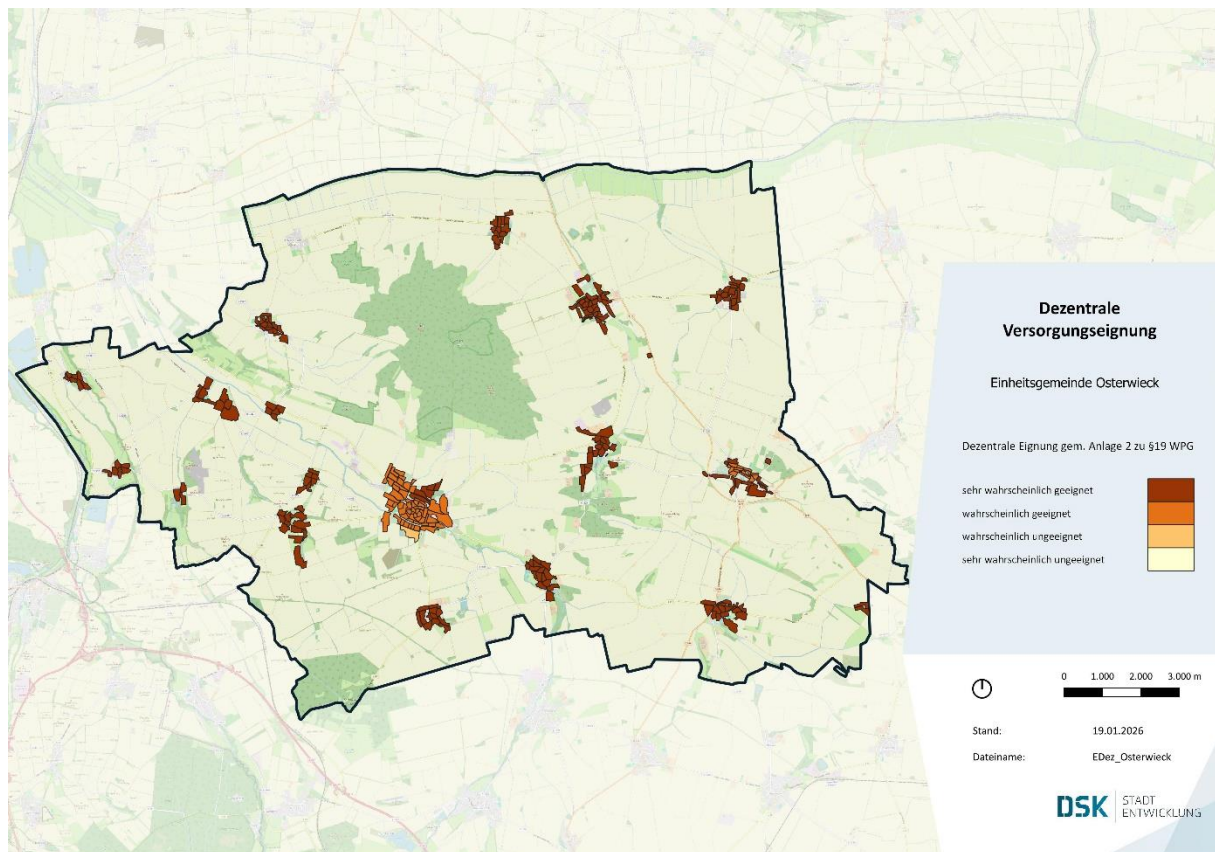 Dezentrale
Versorgungseignung
Einheitsgemeinde Osterwieck
Dezentrale Eignung gem. Anlage 2 zu §19 WPG
sehr wahrscheinlich geeignet
wahrscheinlich geeignet
wahrscheinlich ungeeignet
sehr wahrscheinlich ungeeignet
0 1.000 2.000 3.000 m
Stand: 19.01.2026
Dateiname: EDez_Osterwieck
DSK STADT
ENTWICKLUNG